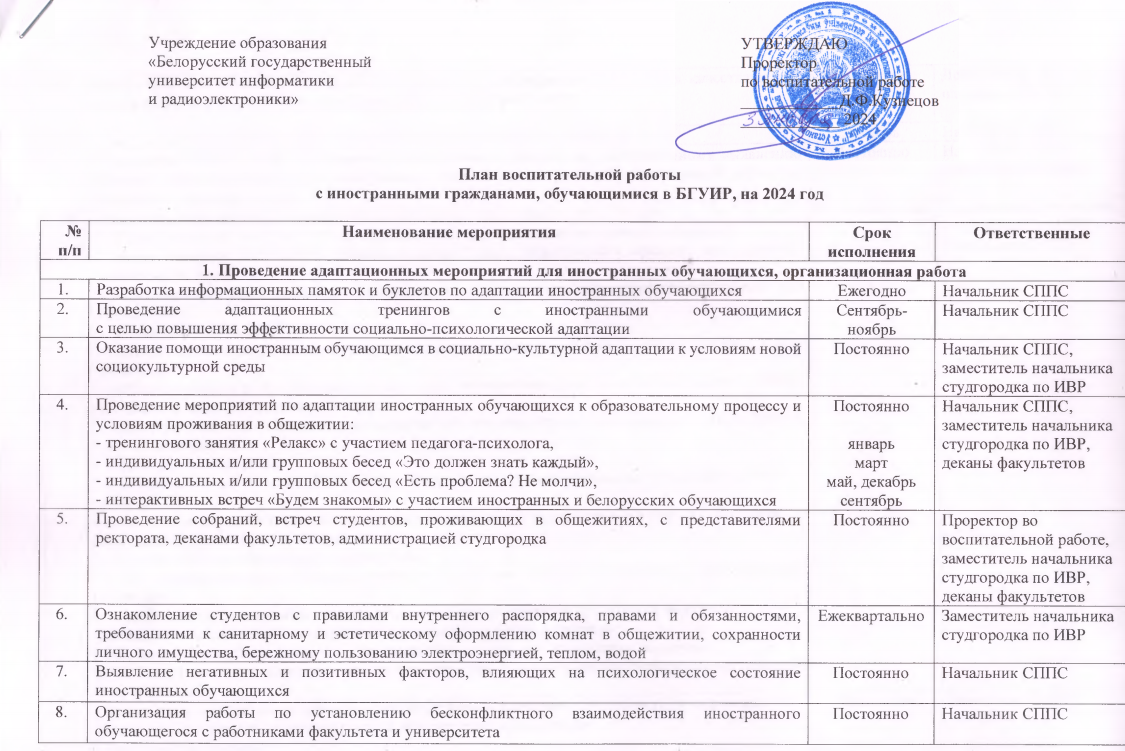 Учреждение образования
«Белорусский государственный
университет информатики
и радиоэлектроники»
УТВЕРЖДАЮ
Проректор
по воспитательной работе
Д.Ф.Кузнецов
2024
План воспитательной работы
с иностранными гражданами, обучающимися в БГУИР, на 2024 год
№ п/п Наименование мероприятия Срок исполнения Ответственные
1. Проведение адаптационных мероприятий для иностранных обучающихся, организационная работа
1. Разработка информационных памяток и буклетов по адаптации иностранных обучающихся Ежегодно Начальник СППС
2. Проведение адаптационных тренингов с иностранными обучающимися Сентябрь- Начальник СППС
с целью повышения эффективности социально-психологической адаптации ноябрь
3. Оказание помощи иностранным обучающимся в социально-культурной адаптации к условиям новой Постоянно Начальник СППС,
социокультурной среды заместитель начальника
студгородка по ИВР
4. Проведение мероприятий по адаптации иностранных обучающихся к образовательному процессу и Постоянно Начальник СППС,
условиям проживания в общежитии: заместитель начальника
- тренингового занятия «Релакс» с участием педагога-психолога, январь студгородка по ИВР,
- индивидуальных и/или групповых бесед «Это должен знать каждый», март деканы факультетов
- индивидуальных и/или групповых бесед «Есть проблема? Не молчи», май, декабрь
- интерактивных встреч «Будем знакомы» с участием иностранных и белорусских обучающихся сентябрь
5. Проведение собраний, встреч студентов, проживающих в общежитиях, с представителями Постоянно Проректор во
ректората, деканами факультетов, администрацией студгородка воспитательной работе,
заместитель начальника
студгородка по ИВР,
деканы факультетов
6. Ознакомление студентов с правилами внутреннего распорядка, правами и обязанностями, Ежеквартально Заместитель начальника
требованиями к санитарному и эстетическому оформлению комнат в общежитии, сохранности студгородка по ИВР
личного имущества, бережному пользованию электроэнергией, теплом, водой
7. Выявление негативных и позитивных факторов, влияющих на психологическое состояние Постоянно Начальник СППС
иностранных обучающихся
8. Организация работы по установлению бесконфликтного взаимодействия иностранного Постоянно Начальник СППС
обучающегося с работниками факультета и университета